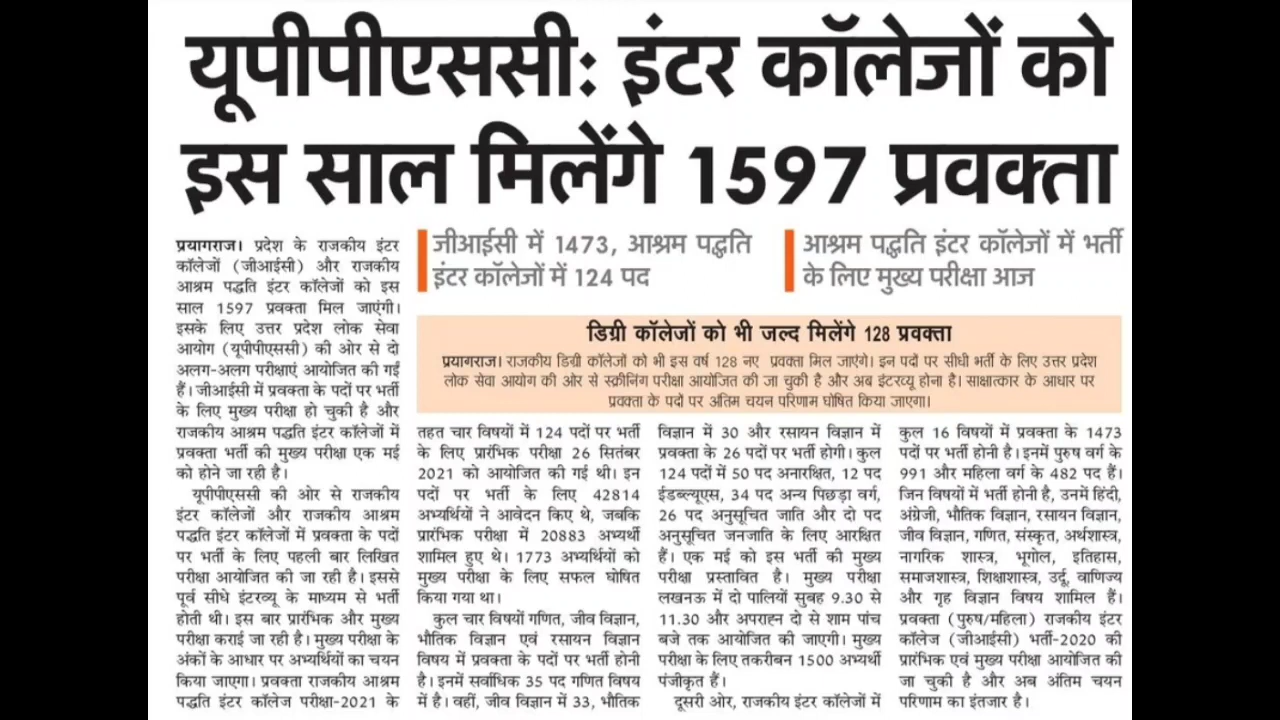 यूपीपीएससी: इंटर कॉलेजों को
इस साल मिलेंगे 1597 प्रवक्ता
जीआईसी में 1473, आश्रम पद्धति
इंटर कॉलेजों में 124 पद
आश्रम पद्धति इंटर कॉलेजों में भर्ती
के लिए मुख्य परीक्षा आज
प्रयागराज। प्रदेश के राजकीय इंटर
कॉलेजों (जीआईसी) और राजकीय
आश्रम पद्धति इंटर कॉलेजों को इस
साल 1597 प्रवक्ता मिल जाएंगी।
इसके लिए उत्तर प्रदेश लोक सेवा
आयोग (यूपीपीएससी) की ओर से दो
अलग-अलग परीक्षाएं आयोजित की गईं
हैं। जीआईसी में प्रवक्ता के पदों पर भर्ती
के लिए मुख्य परीक्षा हो चुकी है और
राजकीय आश्रम पद्धति इंटर कॉलेजों में
प्रवक्ता भर्ती की मुख्य परीक्षा एक मई
को होने जा रही है।
यूपीपीएससी की ओर से राजकीय
इंटर कॉलेजों और राजकीय आश्रम
पद्धति इंटर कॉलेजों में प्रवक्ता के पदों
पर भर्ती के लिए पहली बार लिखित
परीक्षा आयोजित की जा रही है। इससे
पूर्व सीधे इंटरव्यू के माध्यम से भर्ती
होती थी। इस बार प्रारंभिक और मुख्य
परीक्षा कराई जा रही है। मुख्य परीक्षा के
अंकों के आधार पर अभ्यर्थियों का चयन
किया जाएगा। प्रवक्ता राजकीय आश्रम
पद्धति इंटर कॉलेज परीक्षा-2021 के
डिग्री कॉलेजों को भी जल्द मिलेंगे 128 प्रवक्ता
प्रयागराज। राजकीय डिग्री कॉलेजों को भी इस वर्ष 128 नए प्रवक्ता मिल जाएंगे। इन पदों पर सीधी भर्ती के लिए उत्तर प्रदेश
लोक सेवा आयोग की ओर से स्क्रीनिंग परीक्षा आयोजित की जा चुकी है और अब इंटरव्यू होना है। साक्षात्कार के आधार पर
प्रवक्ता के पदों पर अंतिम चयन परिणाम घोषित किया जाएगा।
तहत चार विषयों में 124 पदों पर भर्ती
के लिए प्रारंभिक परीक्षा 26 सितंबर
2021 को आयोजित की गई थी। इन
पदों पर भर्ती के लिए 42814
अभ्यर्थियों ने आवेदन किए थे, जबकि
प्रारंभिक परीक्षा में 20883 अभ्यर्थी
शामिल हुए थे। 1773 अभ्यर्थियों को
मुख्य परीक्षा के लिए सफल घोषित
किया गया था।
कुल चार विषयों गणित, जीव विज्ञान,
भौतिक विज्ञान एवं रसायन विज्ञान
विषय में प्रवक्ता के पदों पर भर्ती होनी
है। इनमें सर्वाधिक 35 पद गणित विषय
में है। वहीं, जीव विज्ञान में 33, भौतिक
विज्ञान में 30 और रसायन विज्ञान में
प्रवक्ता के 26 पदों पर भर्ती होगी। कुल
124 पदों में 50 पद अनारक्षित, 12 पद
ईडब्ल्यूएस, 34 पद अन्य पिछड़ा वर्ग,
26 पद अनुसूचित जाति और दो पद
अनुसूचित जनजाति के लिए आरक्षित
हैं। एक मई को इस भर्ती की मुख्य
परीक्षा प्रस्तावित है। मुख्य परीक्षा
लखनऊ में दो पालियों सुबह 9.30 से
11.30 और अपराह्न दो से शाम पांच
बजे तक आयोजित की जाएगी। मुख्य
परीक्षा के लिए तकरीबन 1500 अभ्यर्थी
पंजीकृत हैं।
दूसरी ओर, राजकीय इंटर कॉलेजों में
कुल 16 विषयों में प्रवक्ता के 1473
पदों पर भर्ती होनी है। इनमें पुरुष वर्ग के
991 और महिला वर्ग के 482 पद हैं।
जिन विषयों में भर्ती होनी है, उनमें हिंदी,
अंग्रेजी, भौतिक विज्ञान, रसायन विज्ञान,
जीव विज्ञान, गणित, संस्कृत, अर्थशास्त्र,
नागरिक शास्त्र, भूगोल, इतिहास,
समाजशास्त्र, शिक्षाशास्त्र, उर्दू, वाणिज्य
और गृह विज्ञान विषय शामिल हैं।
प्रवक्ता (पुरुष/महिला) राजकीय इंटर
कॉलेज (जीआईसी) भर्ती-2020 की
प्रारंभिक एवं मुख्य परीक्षा आयोजित की
जा चुकी है और अब अंतिम चयन
परिणाम का इंतजार है।